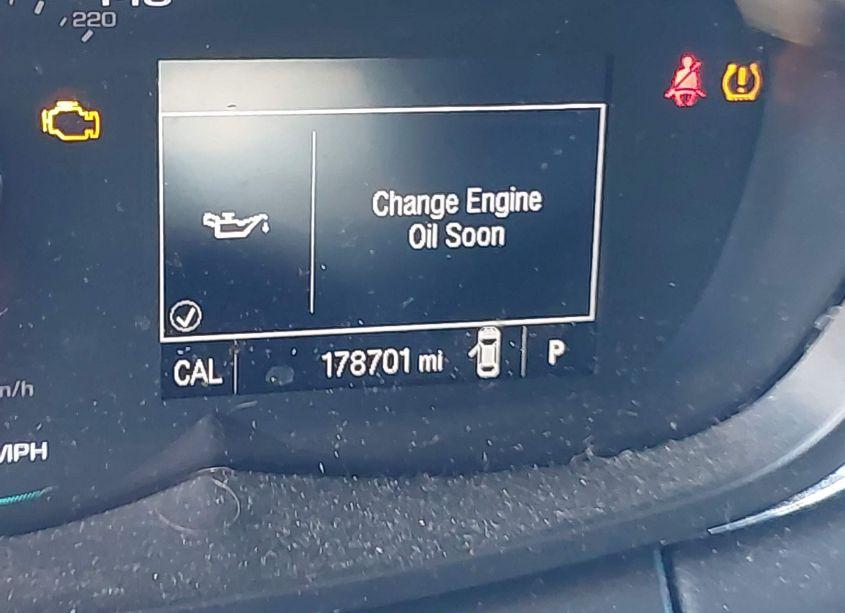 220
Change Engine
Oil Soon
CAL
178701 mi
P
MPH